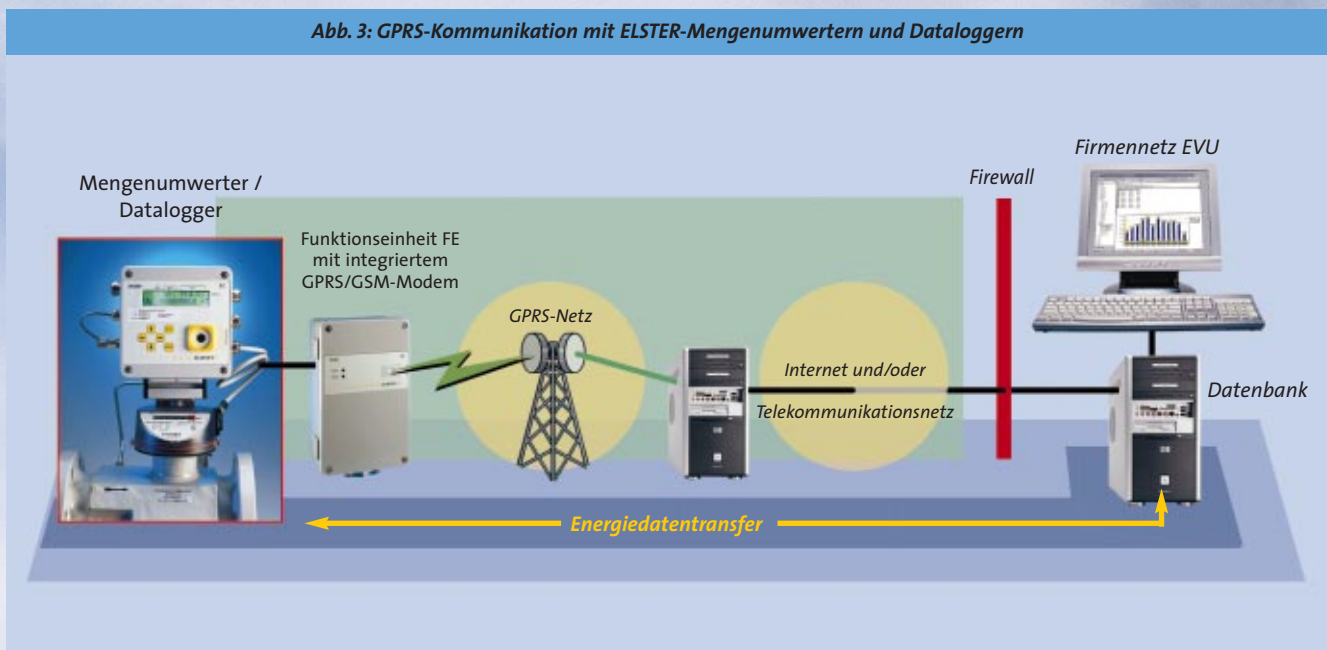 Abb. 3: GPRS-Kommunikation mit ELSTER-Mengenumwertern und Dataloggern
Mengenumwerter /
Datalogger
Funktionseinheit FE
mit integriertem
GPRS/GSM-Modem
GPRS-Netz
Internet und/oder
Telekommunikationsnetz
Firewall
Firmennetz EVU
Datenbank
Energiedatentransfer